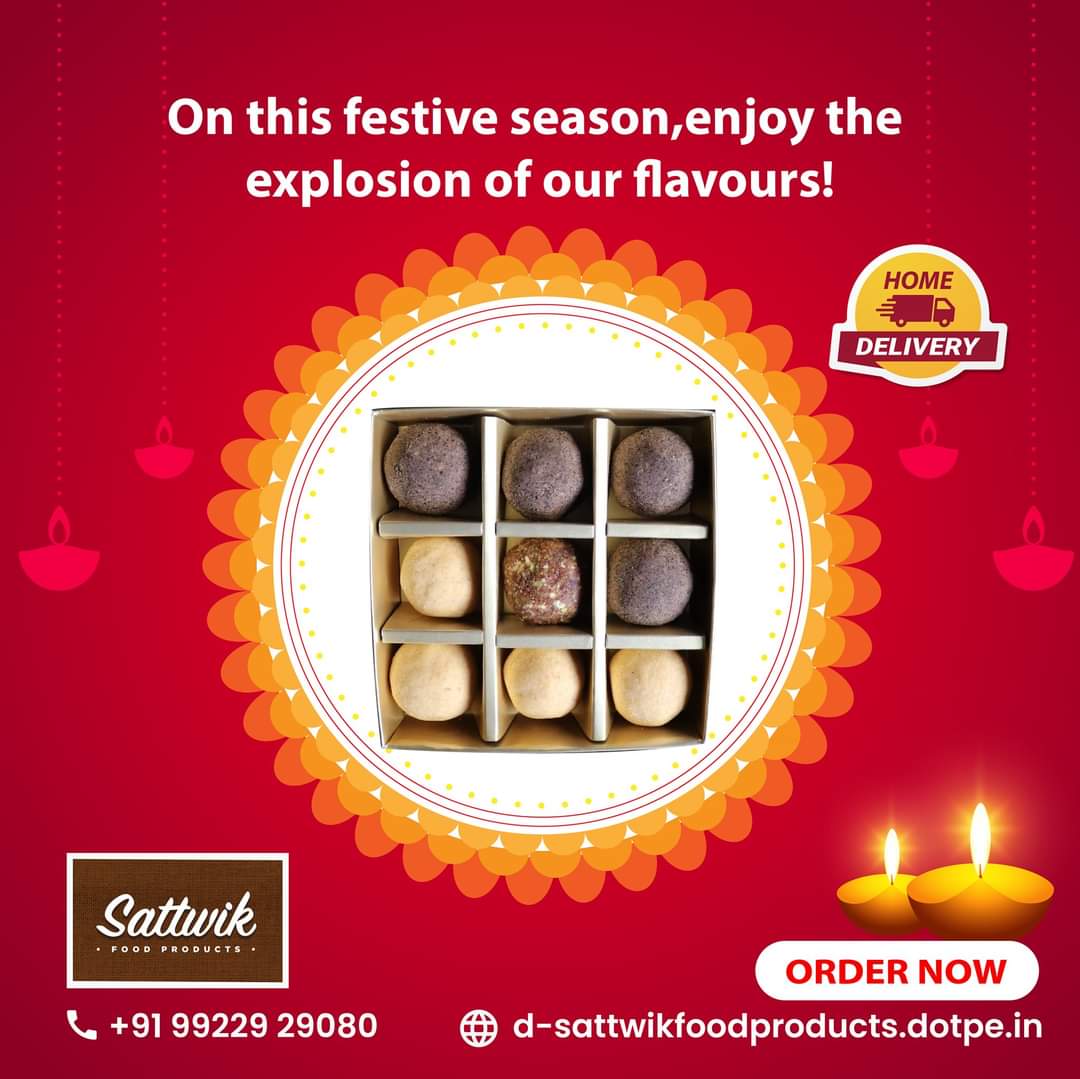 On this festive season,enjoy the
explosion of our flavours!
HOME
DELIVERY
Sattwik
• FOOD PRODUCTS •
ORDER NOW
+91 99229 29080
d-sattwikfoodproducts.dotpe.in